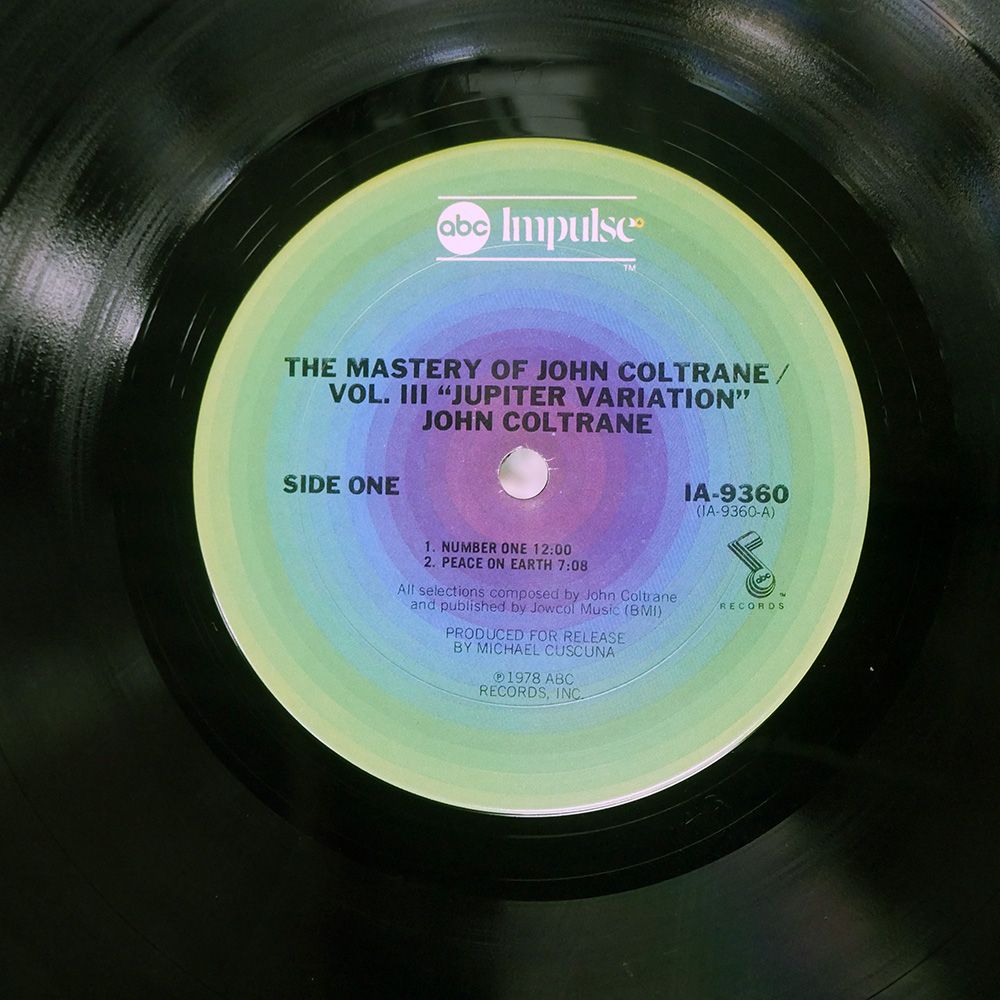 abc Impulse
TM
THE MASTERY OF JOHN COLTRANE/
VOL. III "JUPITER VARIATION"
JOHN COLTRANE
SIDE ONE
IA-9360
(IA-9360-A)
1. NUMBER ONE 12:00
2. PEACE ON EARTH 7:08
abc
TM
RECORDS
All selections composed by John Coltrane
and published by Jowcol Music (BMI)
PRODUCED FOR RELEASE
BY MICHAEL CUSCUNA
℗1978 ABC
RECORDS, INC.